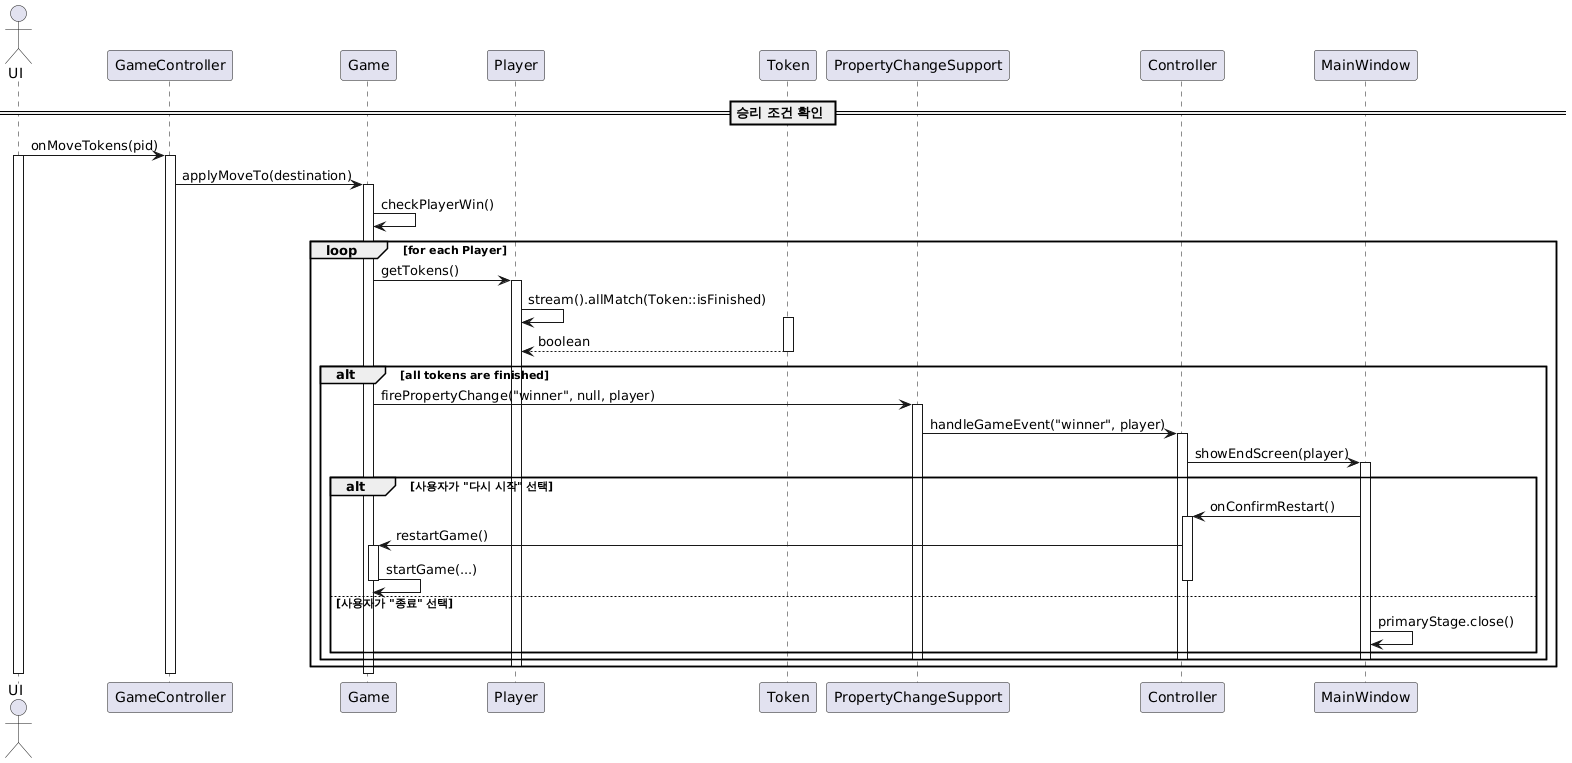 UI
GameController
Game
Player
Token
PropertyChangeSupport
Controller
MainWindow
승리 조건 확인
onMoveTokens(pid)
applyMoveTo(destination)
checkPlayerWin()
loop [for each Player]
getTokens()
stream().allMatch(Token::isFinished)
boolean
alt [all tokens are finished]
firePropertyChange("winner", null, player)
handleGameEvent("winner", player)
showEndScreen(player)
alt [사용자가 "다시 시작" 선택]
onConfirmRestart()
restartGame()
startGame(...)
[사용자가 "종료" 선택]
primaryStage.close()
UI
GameController
Game
Player
Token
PropertyChangeSupport
Controller
MainWindow